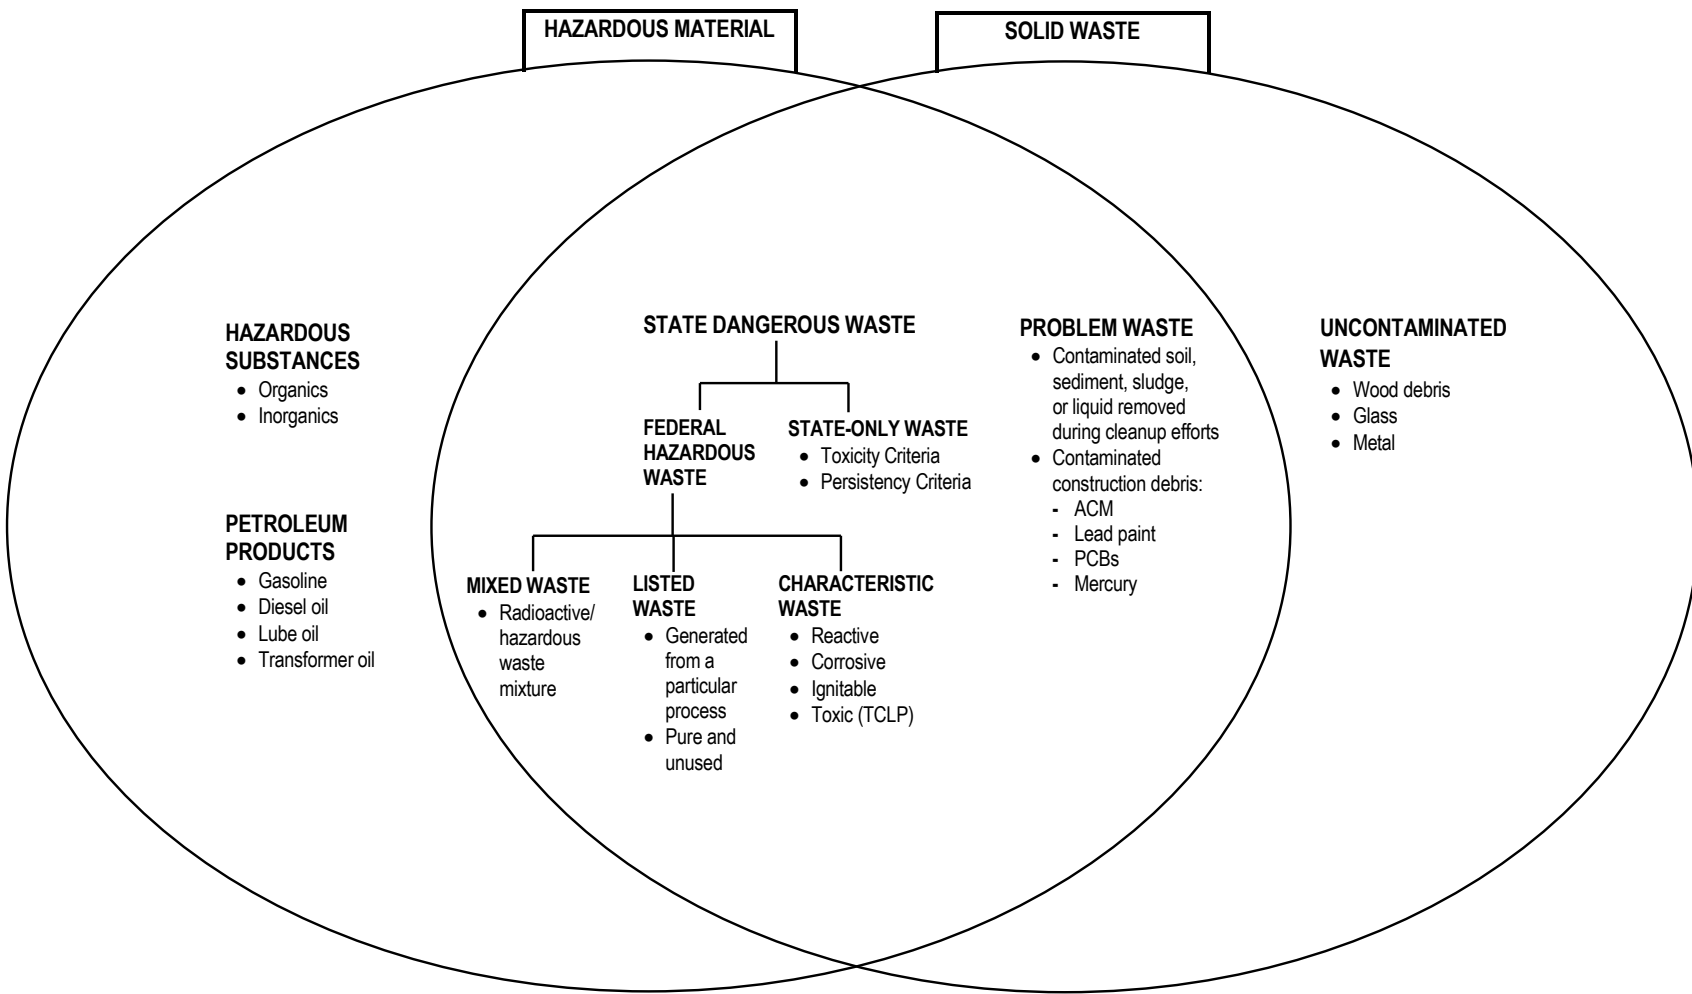 HAZARDOUS MATERIAL
SOLID WASTE
HAZARDOUS
SUBSTANCES
• Organics
• Inorganics
PETROLEUM
PRODUCTS
• Gasoline
• Diesel oil
• Lube oil
• Transformer oil
STATE DANGEROUS WASTE
FEDERAL
HAZARDOUS
WASTE
STATE-ONLY WASTE
• Toxicity Criteria
• Persistency Criteria
MIXED WASTE
• Radioactive/
hazardous
waste
mixture
LISTED
WASTE
• Generated
from a
particular
process
• Pure and
unused
CHARACTERISTIC
WASTE
• Reactive
• Corrosive
• Ignitable
• Toxic (TCLP)
PROBLEM WASTE
• Contaminated soil,
sediment, sludge,
or liquid removed
during cleanup efforts
• Contaminated
construction debris:
- ACM
- Lead paint
- PCBs
- Mercury
UNCONTAMINATED
WASTE
• Wood debris
• Glass
• Metal